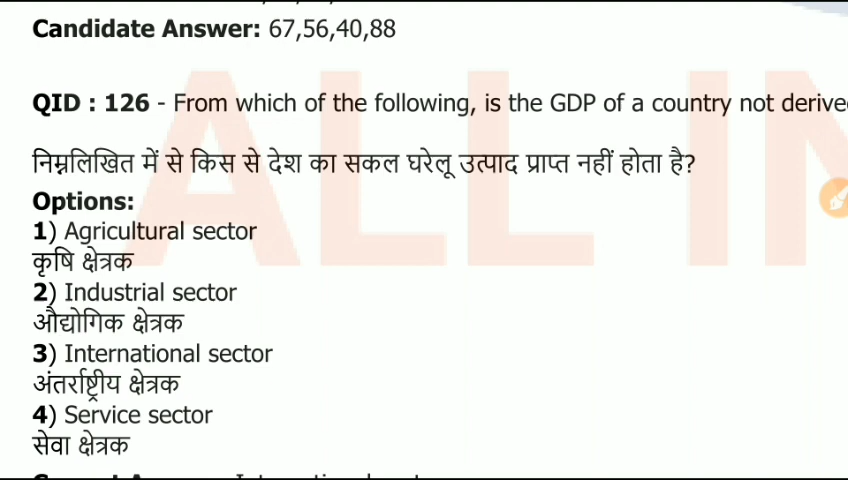 Candidate Answer: 67,56,40,88
ALL IN
QID : 126 - From which of the following, is the GDP of a country not derive
निम्नलिखित में से किस से देश का सकल घरेलू उत्पाद प्राप्त नहीं होता है?
Options:
1) Agricultural sector
कृषि क्षेत्रक
2) Industrial sector
औद्योगिक क्षेत्रक
3) International sector
अंतर्राष्ट्रीय क्षेत्रक
4) Service sector
सेवा क्षेत्रक